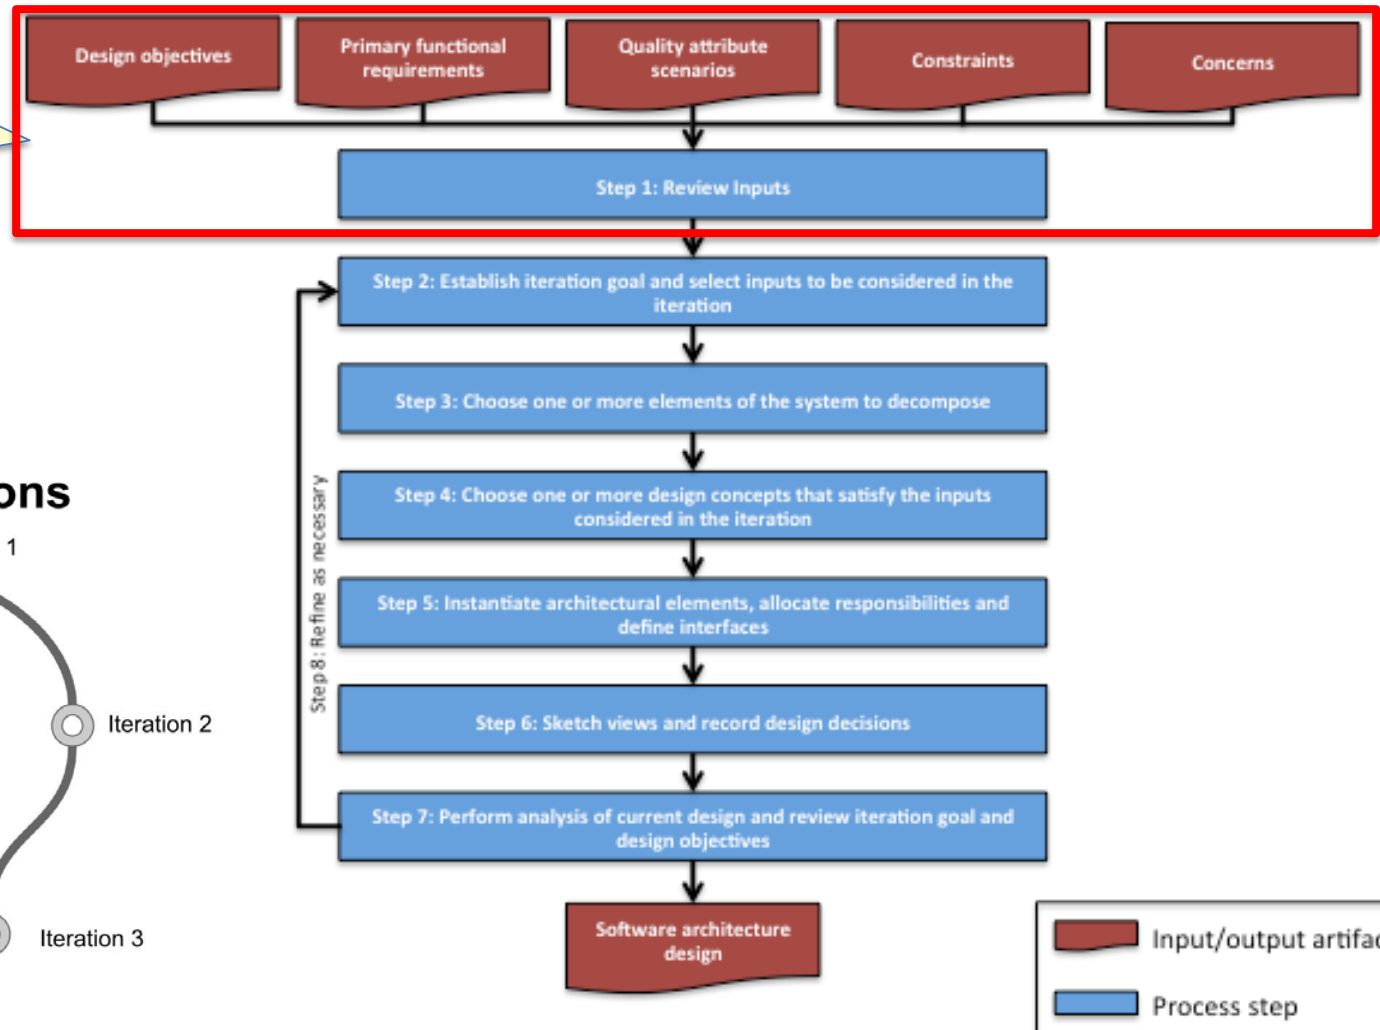 Design objectives
Primary functional
requirements
Quality attribute
scenarios
Constraints
Concerns
Step 1: Review Inputs
Step 2: Establish iteration goal and select inputs to be considered in the
iteration
Step 3: Choose one or more elements of the system to decompose
Step 4: Choose one or more design concepts that satisfy the inputs
considered in the iteration
Step 5: Instantiate architectural elements, allocate responsibilities and
define interfaces
Step 6: Sketch views and record design decisions
Step 7: Perform analysis of current design and review iteration goal and
design objectives
Step 8: Refine as necessary
Software architecture
design
ons
1
Iteration 2
Iteration 3
Input/output artifac
Process step